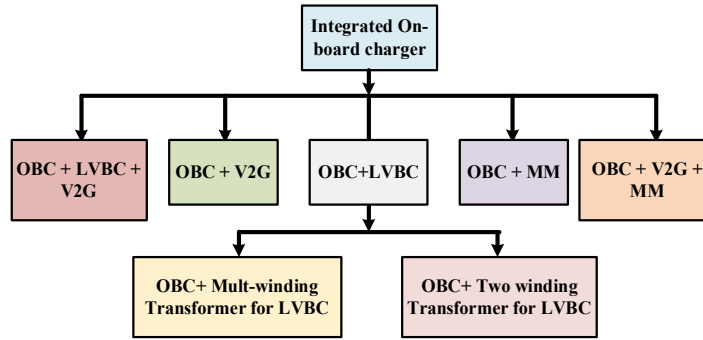 Integrated On-
board charger
OBC + LVBC +
V2G
OBC + V2G
OBC+LVBC
OBC + MM
OBC + V2G +
MM
OBC+ Mult-winding
Transformer for LVBC
OBC+ Two winding
Transformer for LVBC